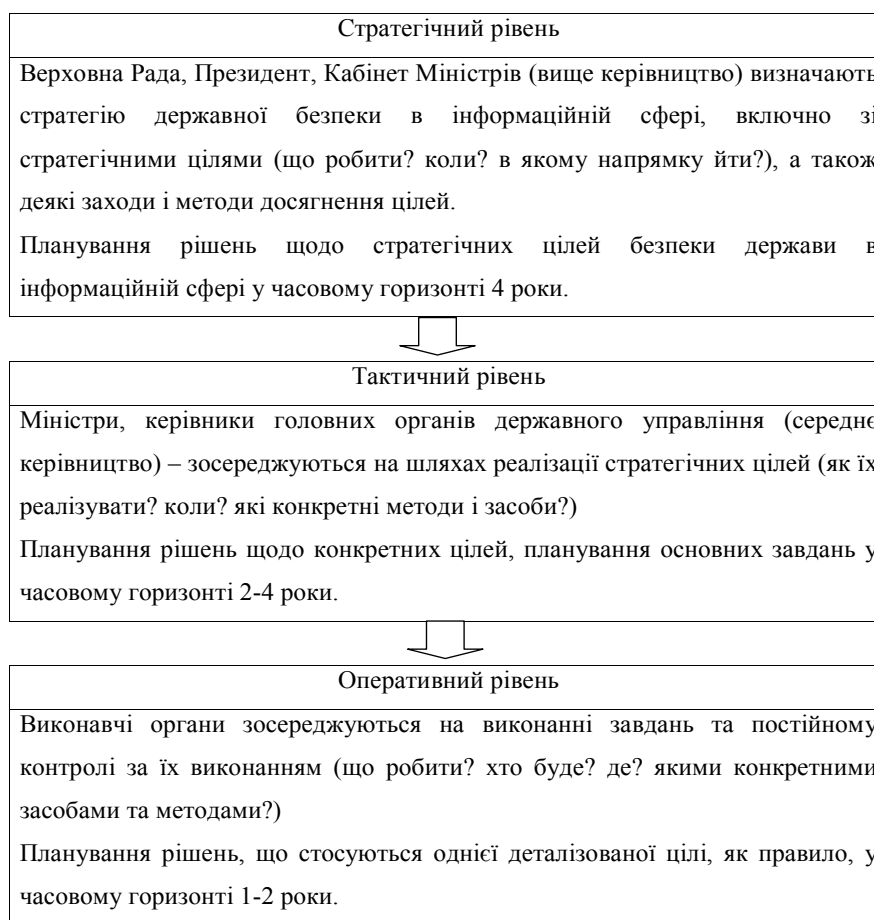 Стратегічний рівень
Верховна Рада, Президент, Кабінет Міністрів (вище керівництво) визначають
стратегію державної безпеки в інформаційній сфері, включно зі
стратегічними цілями (що робити? коли? в якому напрямку йти?), а також
деякі заходи і методи досягнення цілей.
Планування рішень щодо стратегічних цілей безпеки держави в
інформаційній сфері у часовому горизонті 4 роки.
Тактичний рівень
Міністри, керівники головних органів державного управління (середнє
керівництво) – зосереджуються на шляхах реалізації стратегічних цілей (як їх
реалізувати? коли? які конкретні методи і засоби?)
Планування рішень щодо конкретних цілей, планування основних завдань у
часовому горизонті 2-4 роки.
Оперативний рівень
Виконавчі органи зосереджуються на виконанні завдань та постійному
контролі за їх виконанням (що робити? хто буде? де? якими конкретними
засобами та методами?)
Планування рішень, що стосуються однієї деталізованої цілі, як правило, у
часовому горизонті 1-2 роки.